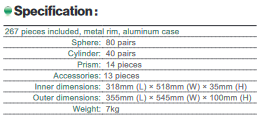 Specification:
267 pieces included, metal rim, aluminum case
Sphere: 80 pairs
Cylinder: 40 pairs
Prism: 14 pieces
Accessories: 13 pieces
Inner dimensions: 318mm (L) × 518mm (W) × 35mm (H)
Outer dimensions: 355mm (L) × 545mm (W) × 100mm (H)
Weight: 7kg